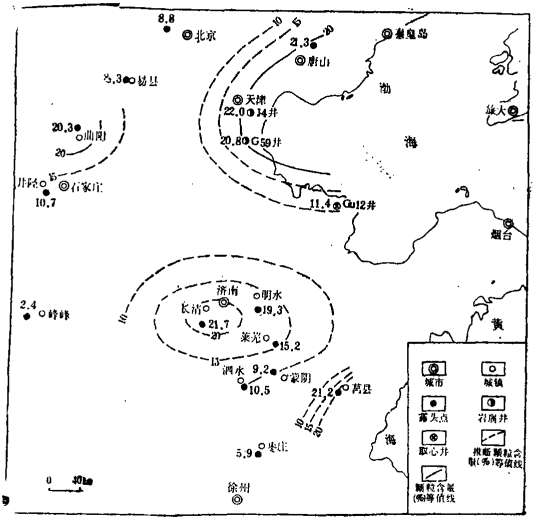 8.8
北京
10
15
20
21.3
唐山
秦皇岛
渤
海
旅大
8.3 易县
天津
22.0 14井
20.8 G59井
20.3
曲阳
20
15
井陉
石家庄
10.7
11.4 Gu12井
烟台
黄
海
2.4
峰峰
10
济南
明水
长清
19.3
21.7
20
莱芜
15.2
15
泗水
9.2
蒙阴
10.5
21.2
莒县
10
15
20
枣庄
5.9
徐州
0 40km
城市
城镇
露头点
岩屑井
取心井
推断颗粒含
量(%)等值线
颗粒含量
(%)等值线